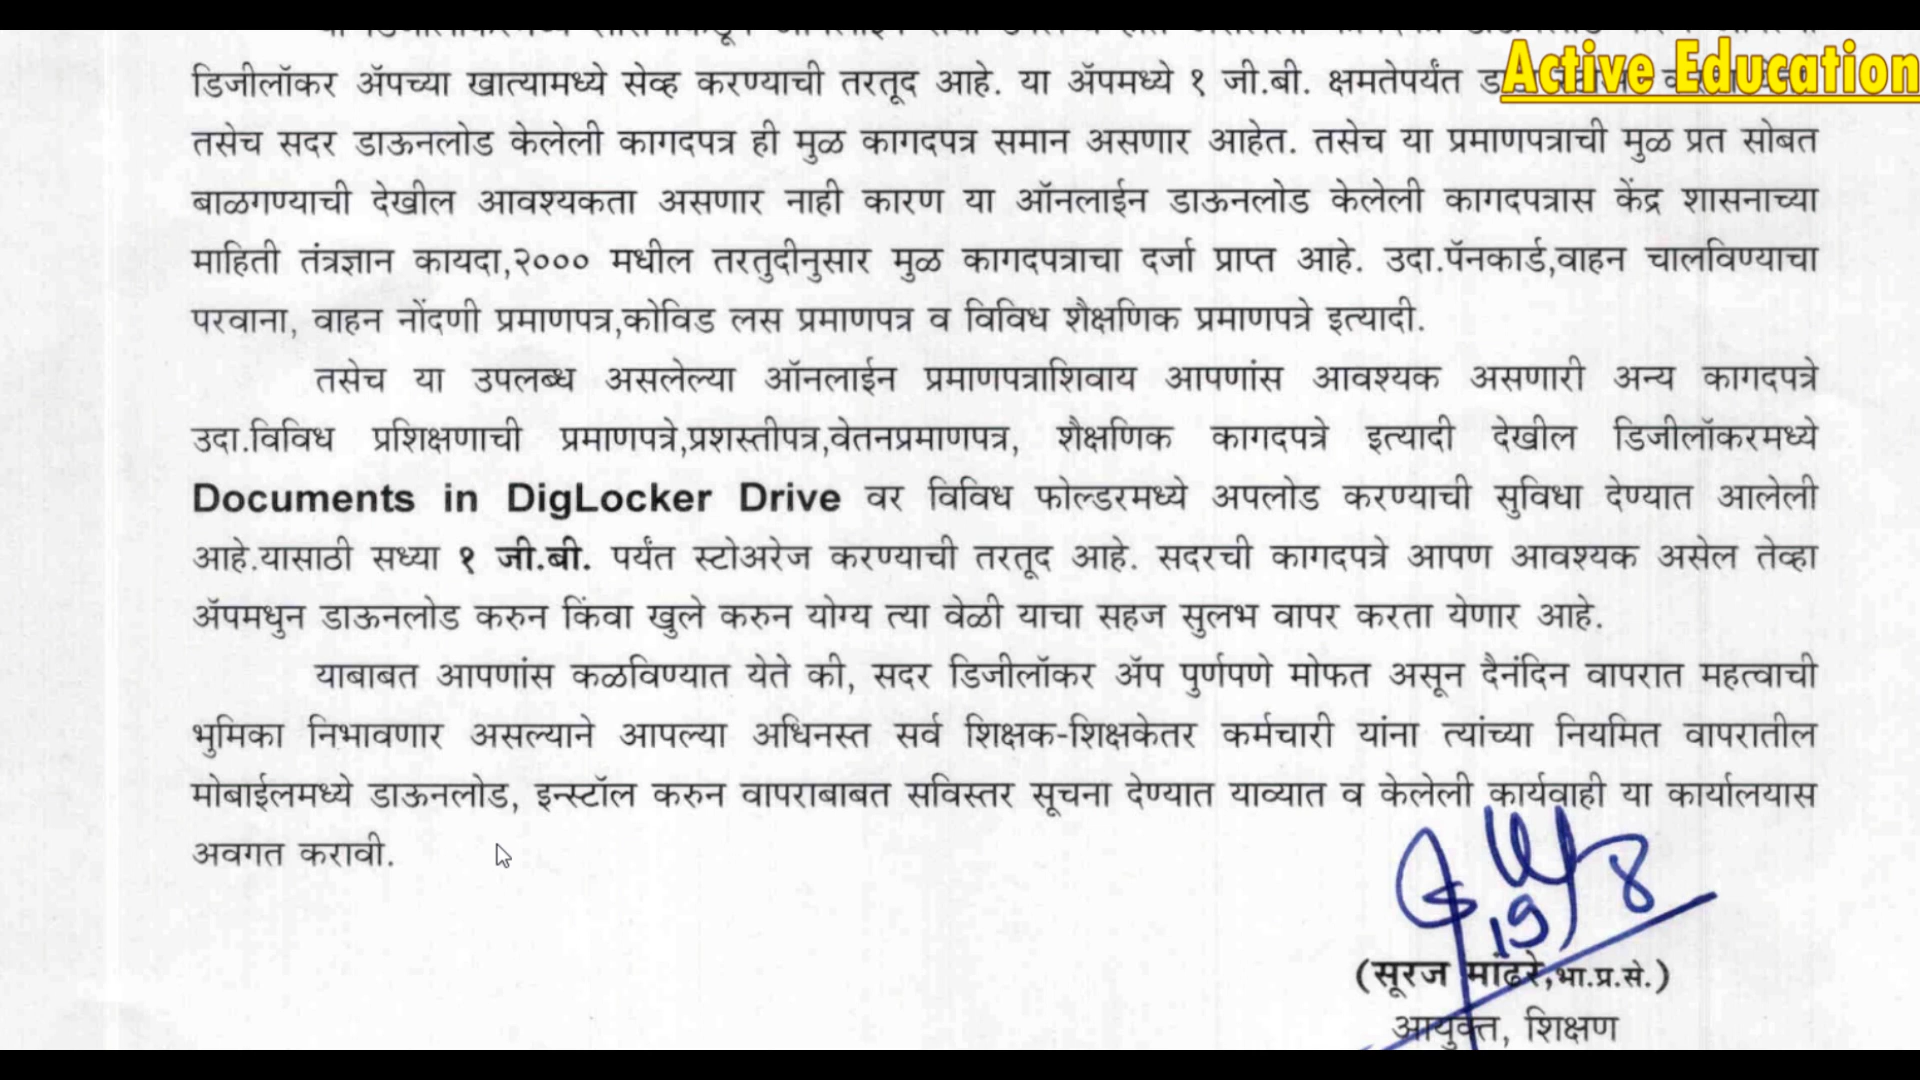 Active Education
डिजीलॉकर ॲपच्या खात्यामध्ये सेव्ह करण्याची तरतूद आहे. या ॲपमध्ये १ जी.बी. क्षमतेपर्यंत
तसेच सदर डाऊनलोड केलेली कागदपत्र ही मुळ कागदपत्र समान असणार आहेत. तसेच या प्रमाणपत्राची मुळ प्रत सोबत
बाळगण्याची देखील आवश्यकता असणार नाही कारण या ऑनलाईन डाऊनलोड केलेली कागदपत्रास केंद्र शासनाच्या
माहिती तंत्रज्ञान कायदा,२००० मधील तरतुदीनुसार मुळ कागदपत्राचा दर्जा प्राप्त आहे. उदा.पॅनकार्ड,वाहन चालविण्याचा
परवाना, वाहन नोंदणी प्रमाणपत्र,कोविड लस प्रमाणपत्र व विविध शैक्षणिक प्रमाणपत्रे इत्यादी.
तसेच या उपलब्ध असलेल्या ऑनलाईन प्रमाणपत्राशिवाय आपणांस आवश्यक असणारी अन्य कागदपत्रे
उदा.विविध प्रशिक्षणाची प्रमाणपत्रे,प्रशस्तीपत्र,वेतनप्रमाणपत्र, शैक्षणिक कागदपत्रे इत्यादी देखील डिजीलॉकरमध्ये
Documents in DigLocker Drive वर विविध फोल्डरमध्ये अपलोड करण्याची सुविधा देण्यात आलेली
आहे.यासाठी सध्या १ जी.बी. पर्यंत स्टोअरेज करण्याची तरतूद आहे. सदरची कागदपत्रे आपण आवश्यक असेल तेव्हा
ॲपमधुन डाऊनलोड करुन किंवा खुले करुन योग्य त्या वेळी याचा सहज सुलभ वापर करता येणार आहे.
याबाबत आपणांस कळविण्यात येते की, सदर डिजीलॉकर ॲप पुर्णपणे मोफत असून दैनंदिन वापरात महत्वाची
भुमिका निभावणार असल्याने आपल्या अधिनस्त सर्व शिक्षक-शिक्षकेतर कर्मचारी यांना त्यांच्या नियमित वापरातील
मोबाईलमध्ये डाऊनलोड, इन्स्टॉल करुन वापराबाबत सविस्तर सूचना देण्यात याव्यात व केलेली कार्यवाही या कार्यालयास
अवगत करावी.
19/8
(सूरज मांढरे,भा.प्र.से.)
आयुक्त, शिक्षण